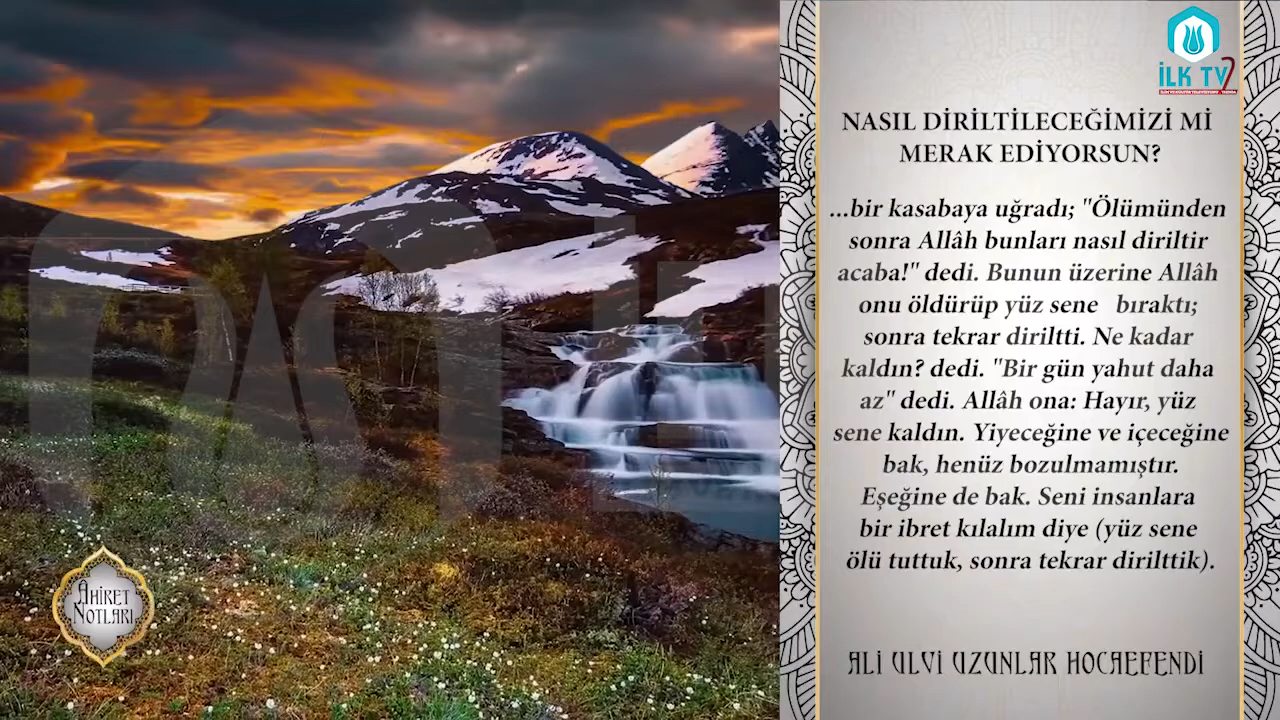 İLK TV 2
NASIL DİRİLTİLECEĞİMİZİ Mİ
MERAK EDİYORSUN?
...bir kasabaya uğradı; "Ölümünden
sonra Allâh bunları nasıl diriltir
acaba!" dedi. Bunun üzerine Allâh
onu öldürüp yüz sene bıraktı;
sonra tekrar diriltti. Ne kadar
kaldın? dedi. "Bir gün yahut daha
az" dedi. Allâh ona: Hayır, yüz
sene kaldın. Yiyeceğine ve içeceğine
bak, henüz bozulmamıştır.
Eşeğine de bak. Seni insanlara
bir ibret kılalım diye (yüz sene
ölü tuttuk, sonra tekrar dirilttik).
AHİRET
NOTLARI
ALİ ULVİ UZUNLAR HOCAEFENDİ